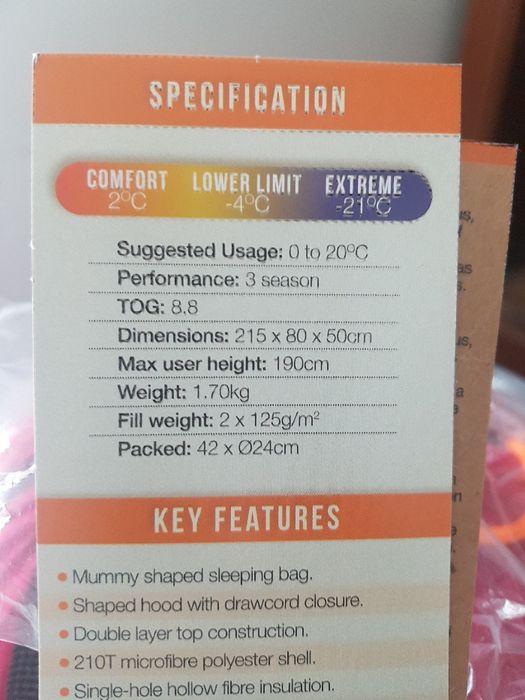 SPECIFICATION
COMFORT LOWER LIMIT EXTREME
2°C -4°C -21°C
Suggested Usage: 0 to 20°C
Performance: 3 season
TOG: 8.8
Dimensions: 215 x 80 x 50cm
Max user height: 190cm
Weight: 1.70kg
Fill weight: 2 x 125g/m²
Packed: 42 x Ø24cm
KEY FEATURES
• Mummy shaped sleeping bag.
• Shaped hood with drawcord closure.
• Double layer top construction.
• 210T microfibre polyester shell.
• Single-hole hollow fibre insulation.